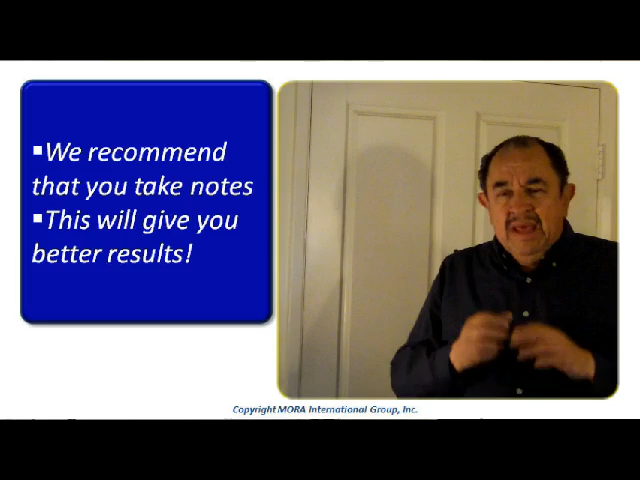 ▪We recommend
that you take notes
▪This will give you
better results!
Copyright MORA International Group, Inc.